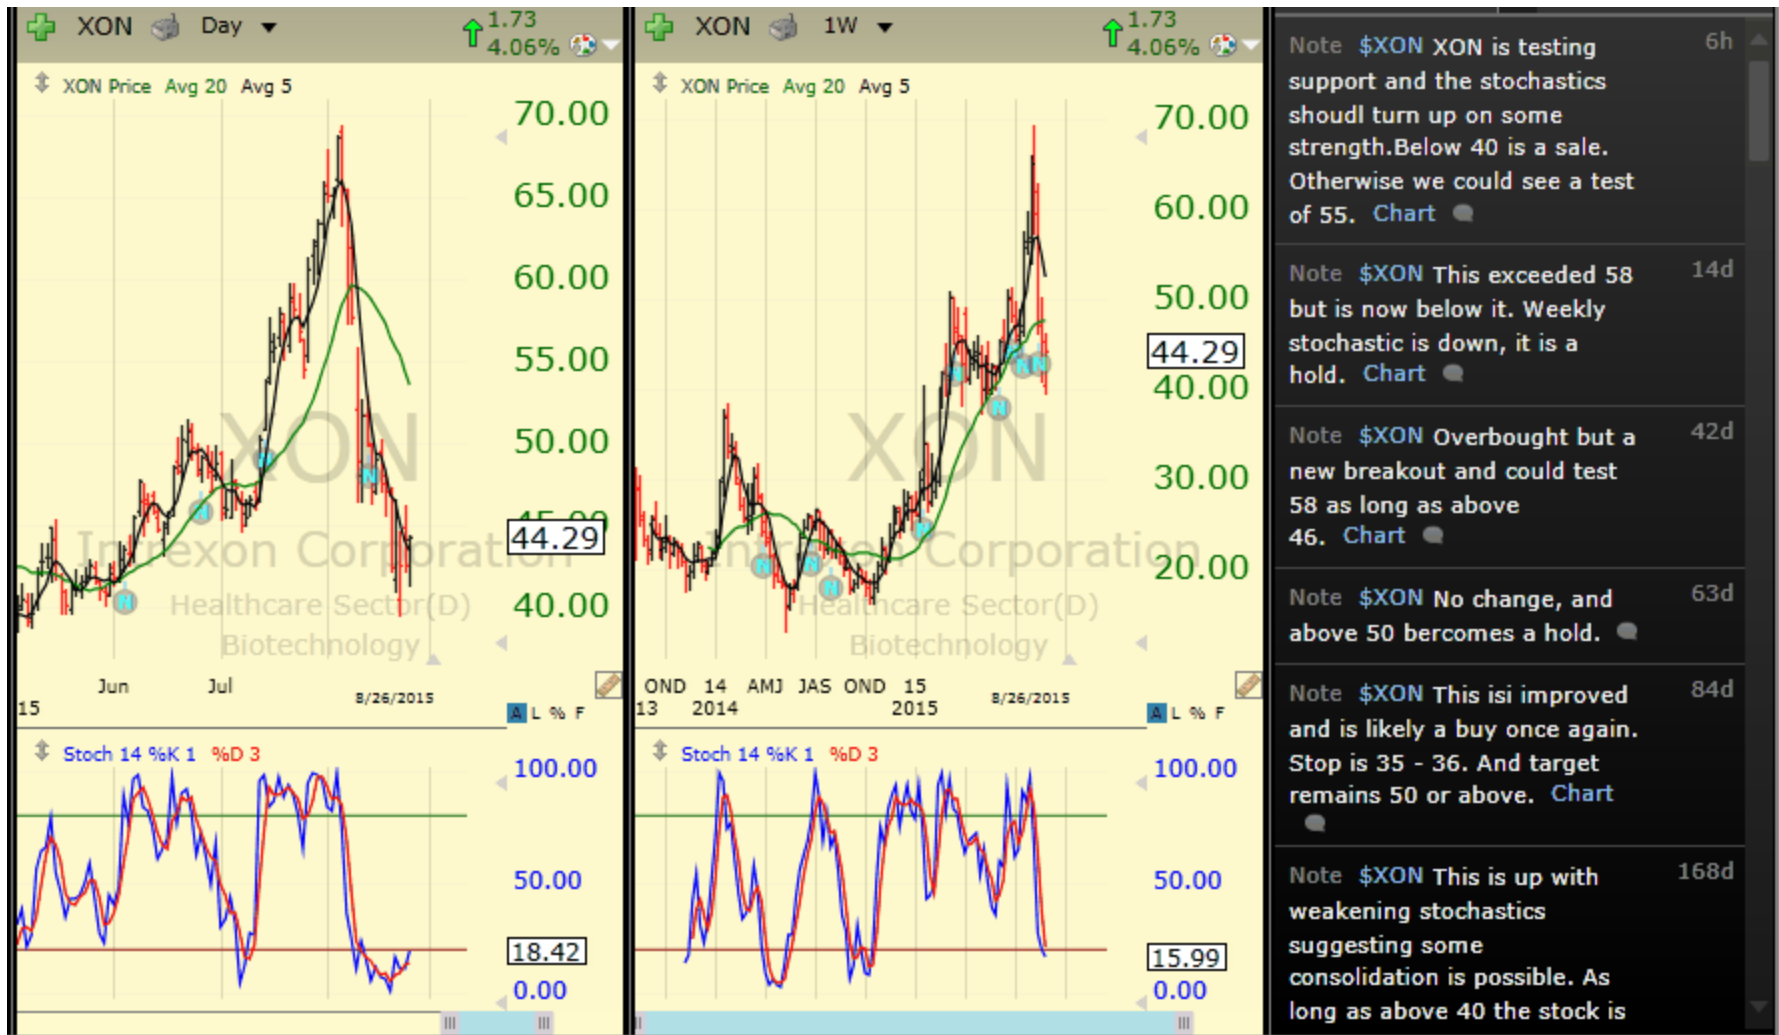 XON Day
1.73
4.06%
XON Price Avg 20 Avg 5
70.00
65.00
60.00
55.00
50.00
45.00
44.29
40.00
XON
Intrexon Corporation
Healthcare Sector(D)
Biotechnology
Jun Jul 8/26/2015
15
A L % F
Stoch 14 %K 1 %D 3
100.00
50.00
18.42
0.00
XON 1W
1.73
4.06%
XON Price Avg 20 Avg 5
70.00
60.00
50.00
44.29
40.00
30.00
20.00
XON
Intrexon Corporation
Healthcare Sector(D)
Biotechnology
OND 14 AMJ JAS OND 15 8/26/2015
13 2014 2015
A L % F
Stoch 14 %K 1 %D 3
100.00
50.00
15.99
0.00
Note $XON XON is testing 6h
support and the stochastics
shoudl turn up on some
strength.Below 40 is a sale.
Otherwise we could see a test
of 55. Chart
Note $XON This exceeded 58 14d
but is now below it. Weekly
stochastic is down, it is a
hold. Chart
Note $XON Overbought but a 42d
new breakout and could test
58 as long as above
46. Chart
Note $XON No change, and 63d
above 50 bercomes a hold.
Note $XON This isi improved 84d
and is likely a buy once again.
Stop is 35 - 36. And target
remains 50 or above. Chart
Note $XON This is up with 168d
weakening stochastics
suggesting some
consolidation is possible. As
long as above 40 the stock is